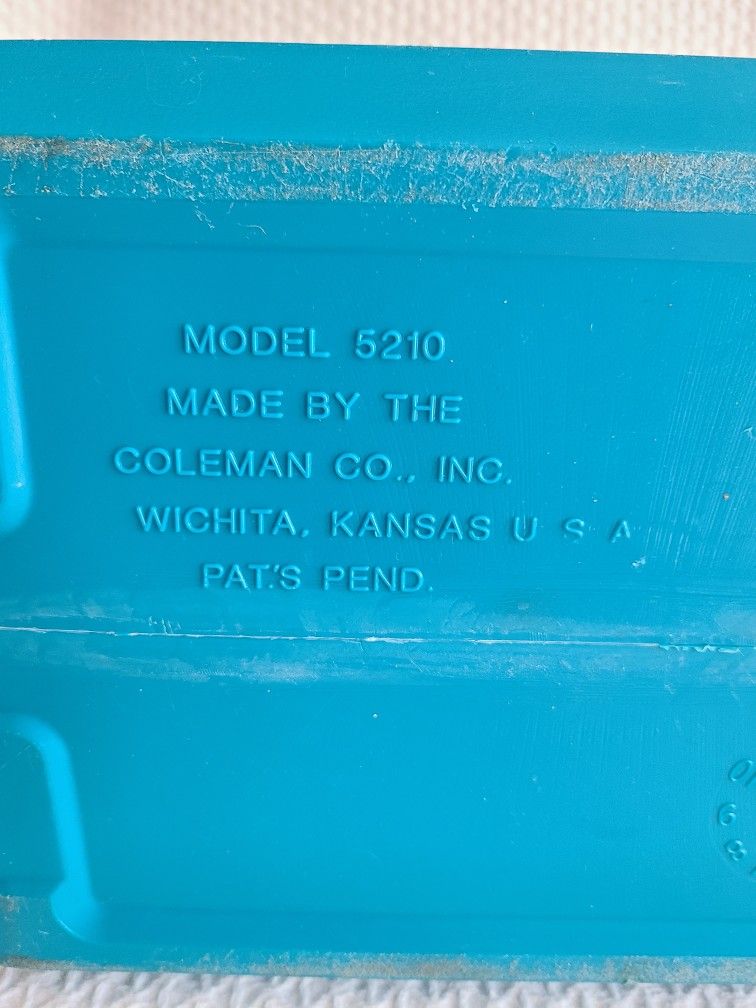 MODEL 5210
MADE BY THE
COLEMAN CO., INC.
WICHITA, KANSAS U S A
PAT.'S PEND.